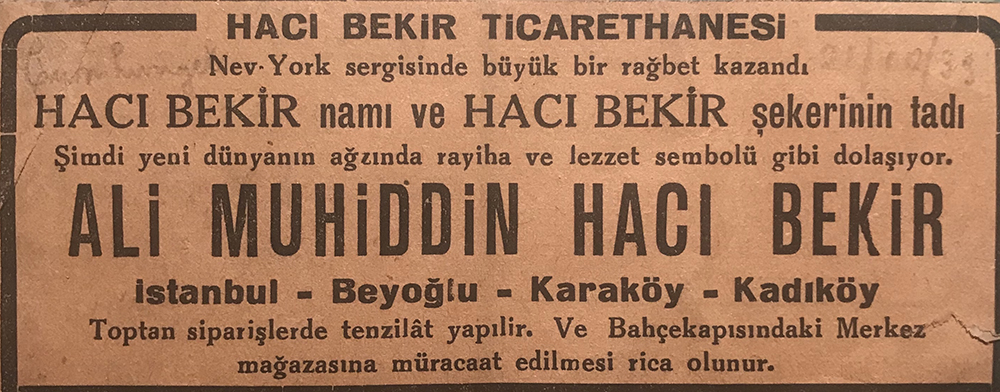 HACI BEKİR TİCARETHANESİ
Nev-York sergisinde büyük bir rağbet kazandı
HACI BEKİR namı ve HACI BEKİR şekerinin tadı
Şimdi yeni dünyanın ağzında rayiha ve lezzet sembolü gibi dolaşıyor.
ALİ MUHİDDİN HACI BEKİR
istanbul - Beyoğlu - Karaköy - Kadıköy
Toptan siparişlerde tenzilât yapılir. Ve Bahçekapısındaki Merkez
mağazasına müracaat edilmesi rica olunur.